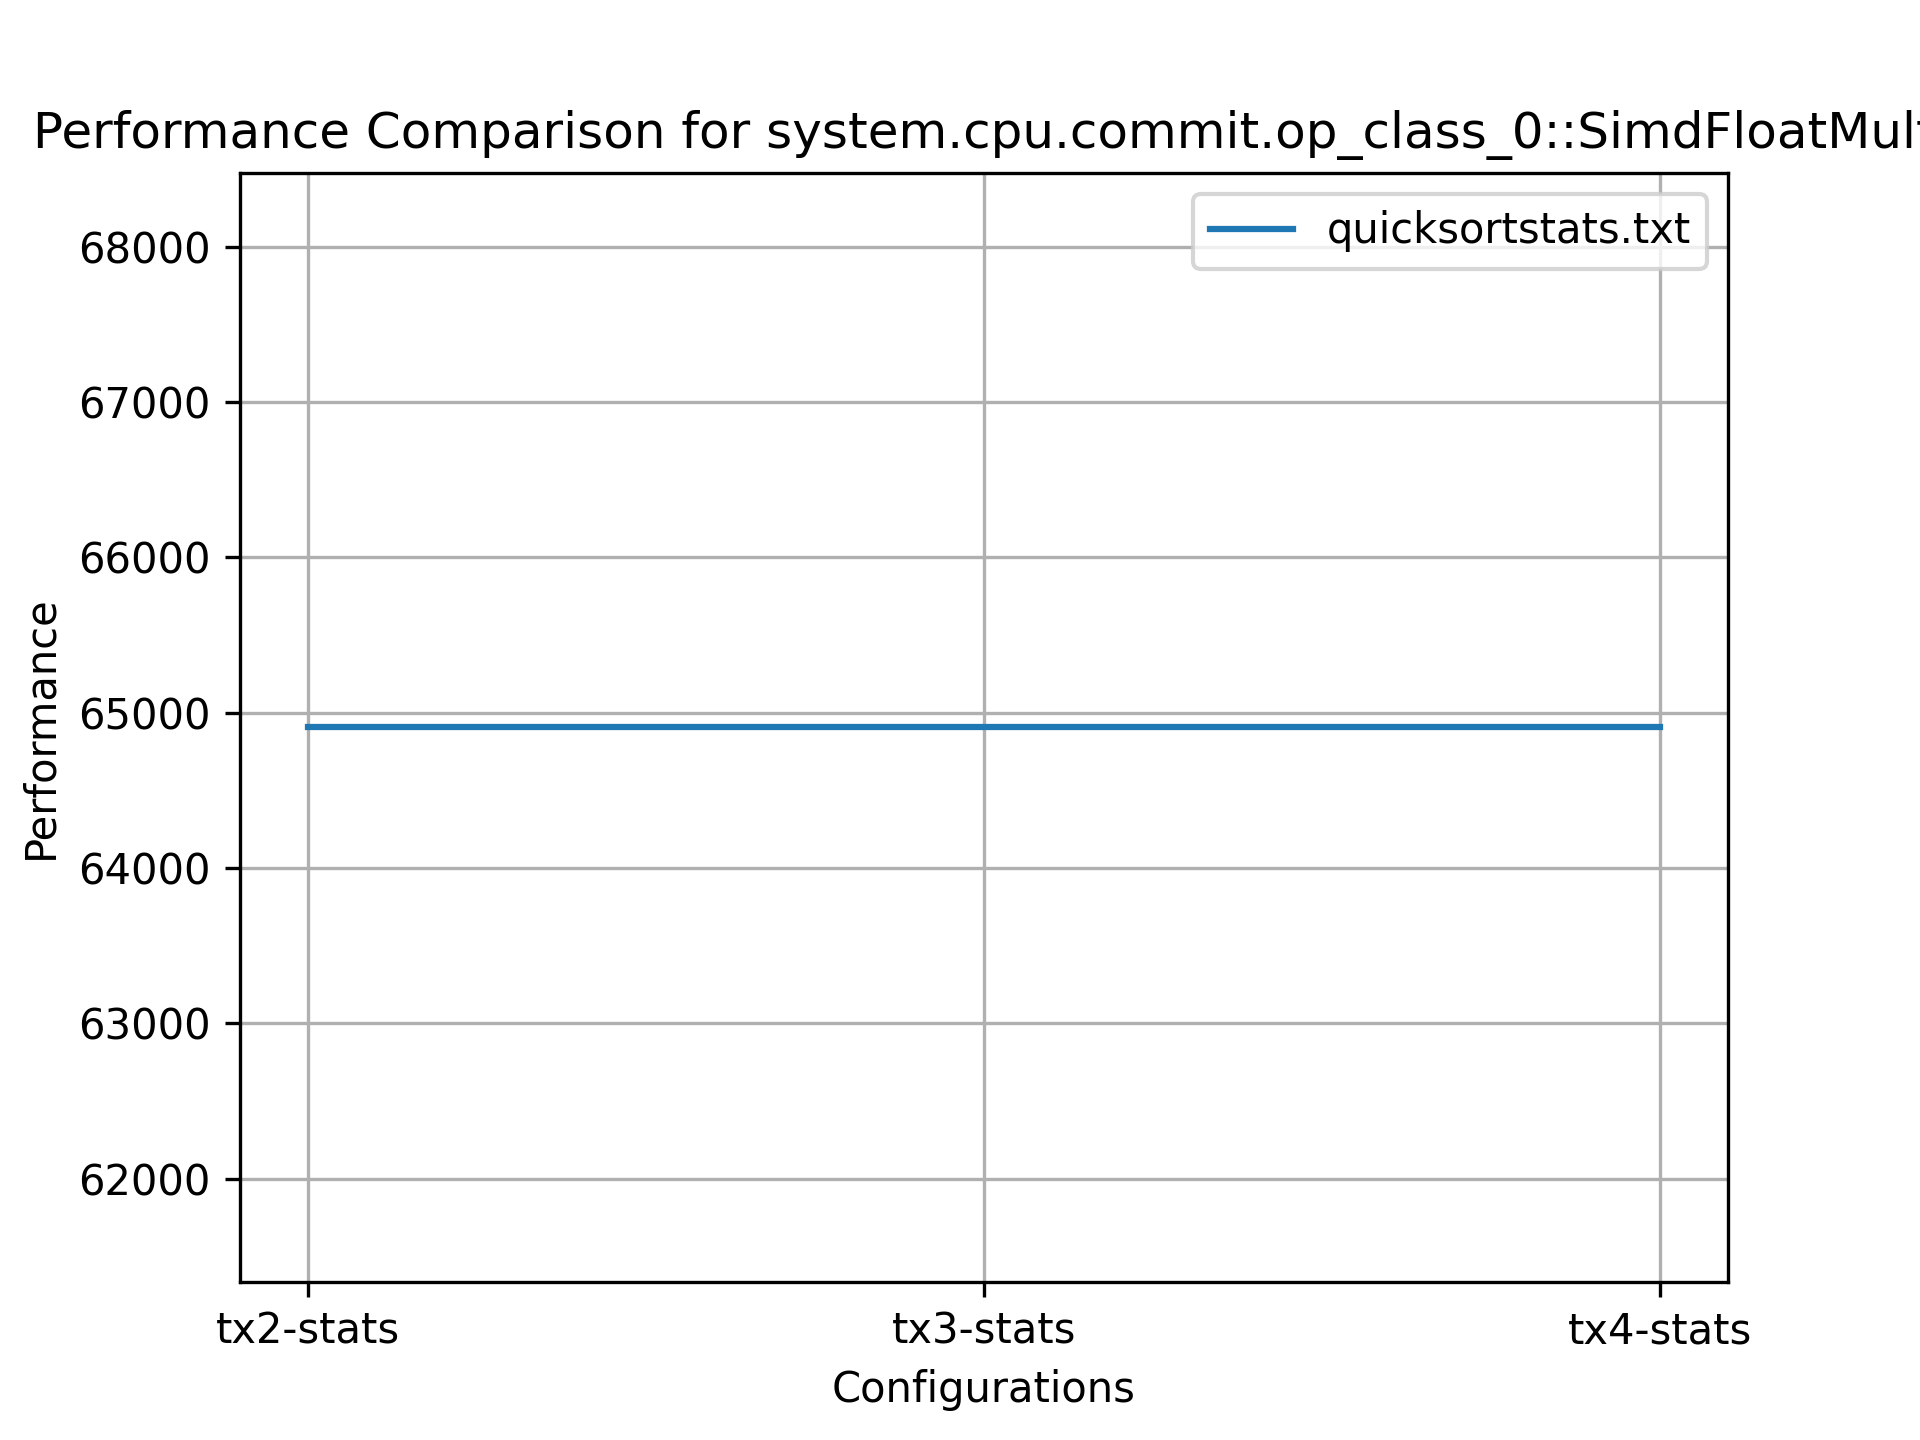 Performance Comparison for system.cpu.commit.op_class_0::SimdFloatMul
quicksortstats.txt
68000
67000
66000
65000
64000
63000
62000
Performance
tx2-stats tx3-stats tx4-stats
Configurations